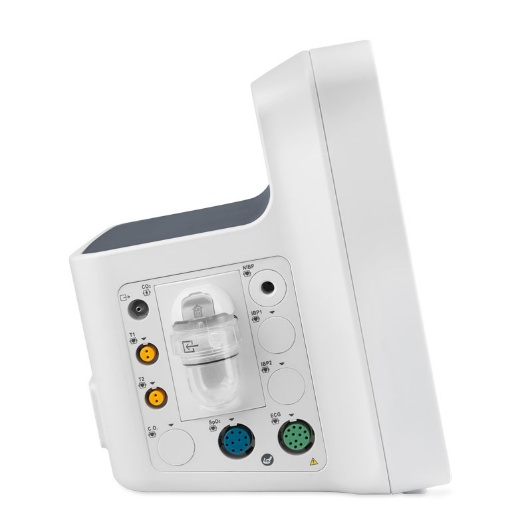 CO₂
NIBP
T1
IBP1
T2
IBP2
C.O.
SpO₂
ECG